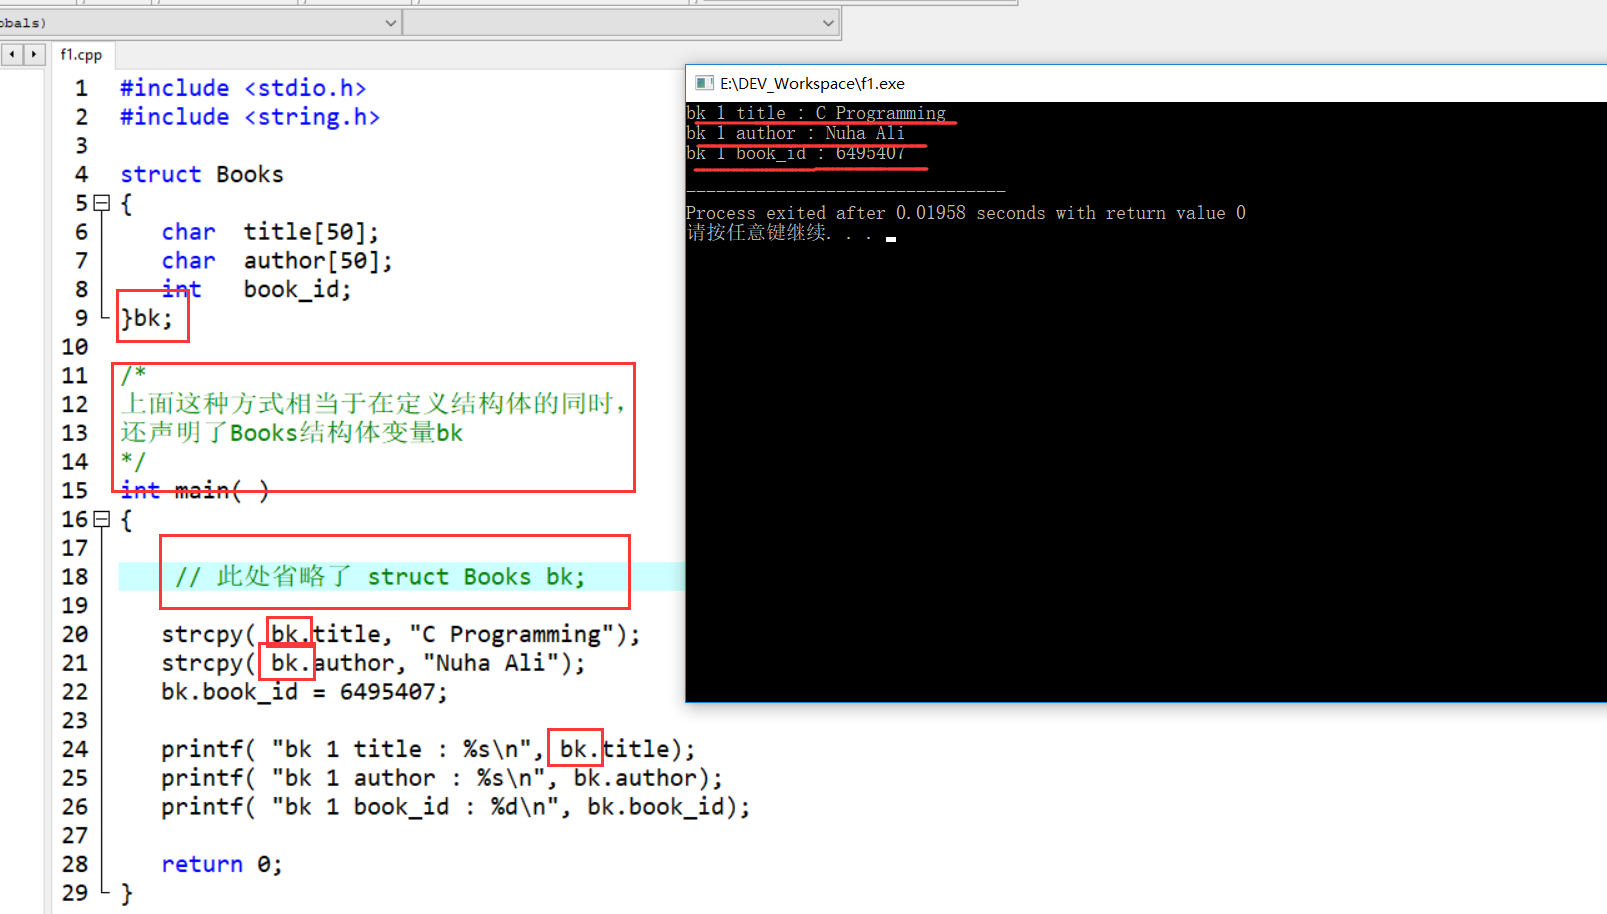 obals)
f1.cpp
1 #include <stdio.h>
2 #include <string.h>
3
4 struct Books
5 {
6 char title[50];
7 char author[50];
8 int book_id;
9 }bk;
10
11 /*
12 上面这种方式相当于在定义结构体的同时，
13 还声明了Books结构体变量bk
14 */
15 int main( )
16 {
17
18 // 此处省略了 struct Books bk;
19
20 strcpy( bk.title, "C Programming");
21 strcpy( bk.author, "Nuha Ali");
22 bk.book_id = 6495407;
23
24 printf( "bk 1 title : %s\n", bk.title);
25 printf( "bk 1 author : %s\n", bk.author);
26 printf( "bk 1 book_id : %d\n", bk.book_id);
27
28 return 0;
29 }
E:\DEV_Workspace\f1.exe
bk 1 title : C Programming
bk 1 author : Nuha Ali
bk 1 book_id : 6495407
--------------------------------
Process exited after 0.01958 seconds with return value 0
请按任意键继续. . .